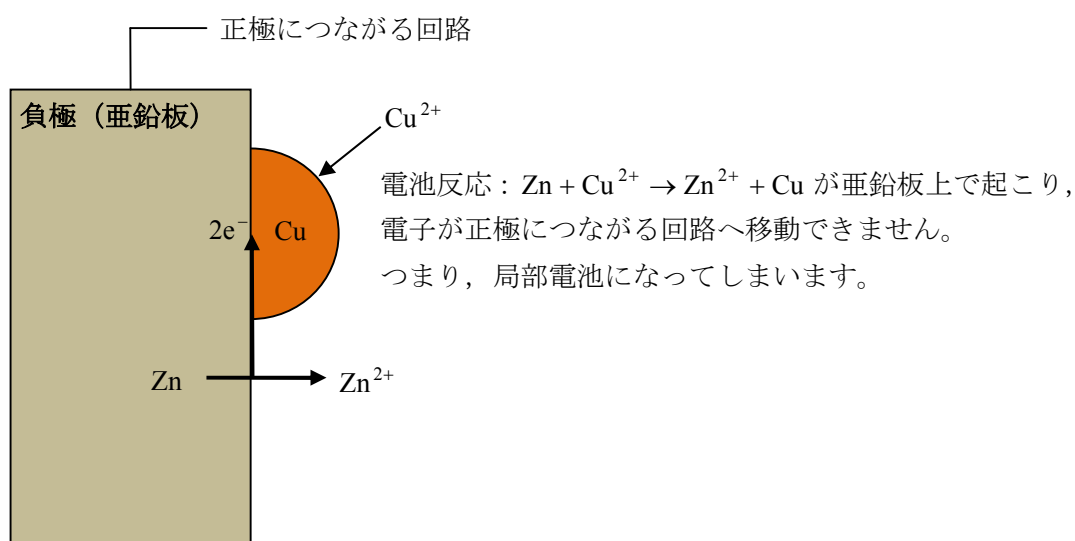 正極につながる回路
負極（亜鉛板）
Cu²⁺
電池反応：Zn + Cu²⁺ → Zn²⁺ + Cu が亜鉛板上で起こり，
電子が正極につながる回路へ移動できません。
つまり，局部電池になってしまいます。
2e⁻
Cu
Zn
Zn²⁺